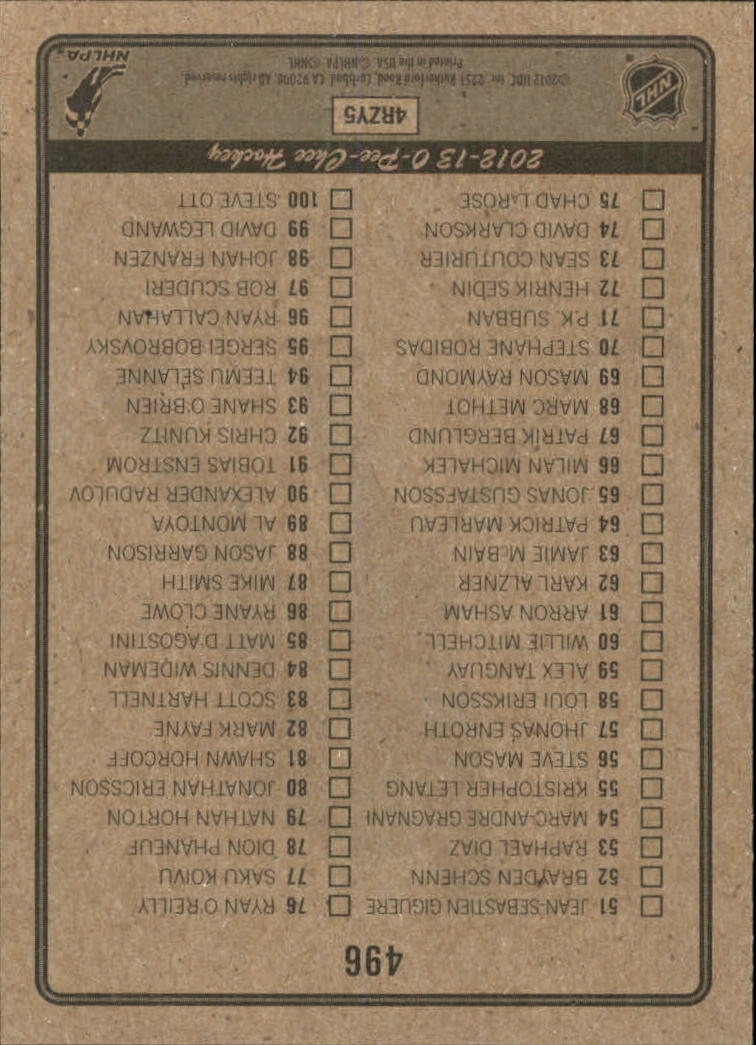 496
51 JEAN-SEBASTIEN GIGUERE
52 BRAYDEN SCHENN
53 RAPHAEL DIAZ
54 MARC-ANDRE GRAGNANI
55 KRISTOPHER LETANG
56 STEVE MASON
57 JHONAS ENROTH
58 LOUI ERIKSSON
59 ALEX TANGUAY
60 WILLIE MITCHELL
61 ARRON ASHAM
62 KARL ALZNER
63 JAMIE McBAIN
64 PATRICK MARLEAU
65 JONAS GUSTAFSSON
66 MILAN MICHALEK
67 PATRIK BERGLUND
68 MARC METHOT
69 MASON RAYMOND
70 STEPHANE ROBIDAS
71 P.K. SUBBAN
72 HENRIK SEDIN
73 SEAN COUTURIER
74 DAVID CLARKSON
75 CHAD LaROSE
76 RYAN O'REILLY
77 SAKU KOIVU
78 DION PHANEUF
79 NATHAN HORTON
80 JONATHAN ERICSSON
81 SHAWN HORCOFF
82 MARK FAYNE
83 SCOTT HARTNELL
84 DENNIS WIDEMAN
85 MATT D'AGOSTINI
86 RYANE CLOWE
87 MIKE SMITH
88 JASON GARRISON
89 AL MONTOYA
90 ALEXANDER RADULOV
91 TOBIAS ENSTROM
92 CHRIS KUNITZ
93 SHANE O'BRIEN
94 TEEMU SELANNE
95 SERGEI BOBROVSKY
96 RYAN CALLAHAN
97 ROB SCUDERI
98 JOHAN FRANZEN
99 DAVID LEGWAND
100 STEVE OTT
2012-13 O-Pee-Chee Hockey
4RZY5
NHL
©2012 UDC, Inc. 2251 Rutherford Road, Carlsbad, CA 92008. All rights reserved.
Printed in the USA. © NHLPA. ©NHL
NHLPA